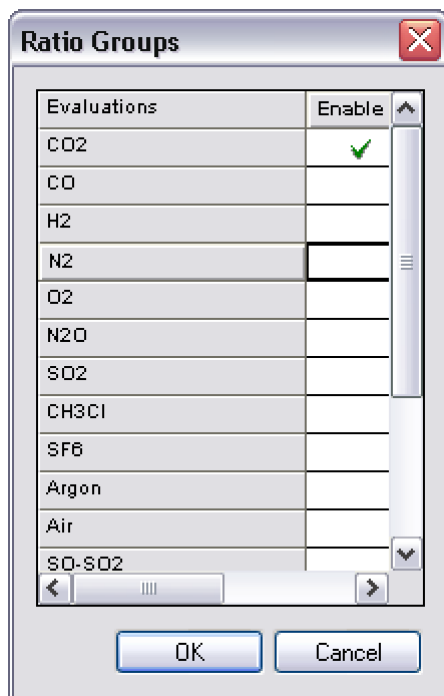 Ratio Groups
Evaluations Enable
CO2
CO
H2
N2
O2
N2O
SO2
CH3Cl
SF6
Argon
Air
SO-SO2
OK Cancel